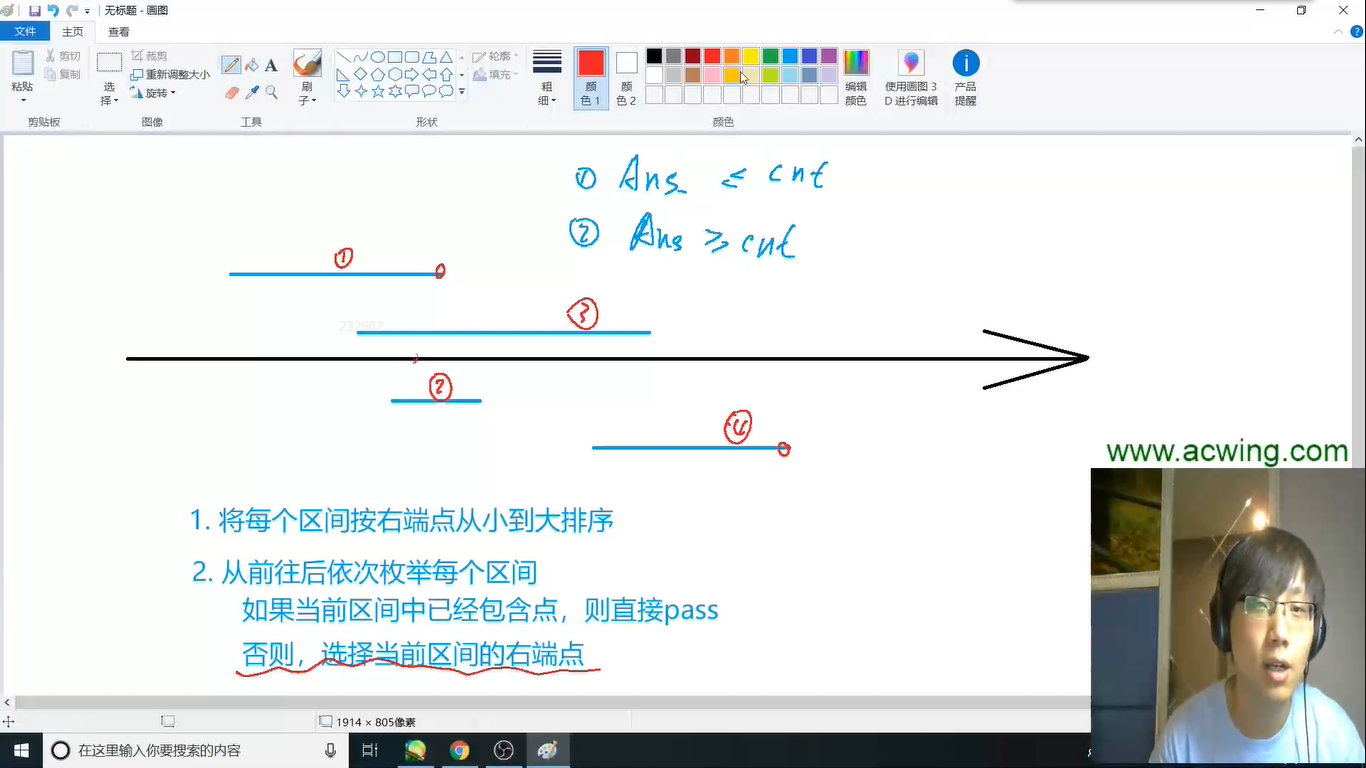 无标题 - 画图
文件 主页 查看
粘贴
剪切
复制
剪贴板
选择
裁剪
重新调整大小
旋转
图像
A
工具
刷子
形状
轮廓
填充
粗细
颜色 1
颜色 2
颜色
编辑颜色
使用画图 3D 进行编辑
产品提醒
① Ans ≤ cnt
② Ans ≥ cnt
①
③
232902
②
④
www.acwing.com
1. 将每个区间按右端点从小到大排序
2. 从前往后依次枚举每个区间
如果当前区间中已经包含点，则直接pass
否则，选择当前区间的右端点
1914 × 805像素
在这里输入你要搜索的内容